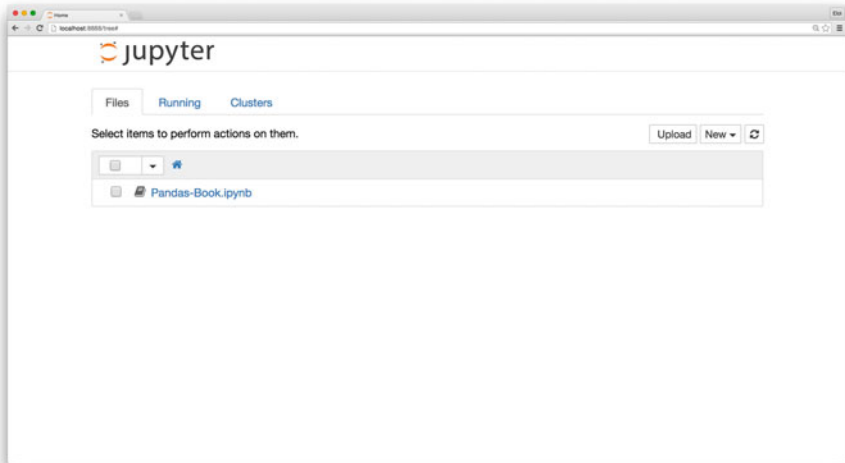 Home
localhost:8888/tree#
jupyter
Files Running Clusters
Select items to perform actions on them.
Upload New
Pandas-Book.ipynb